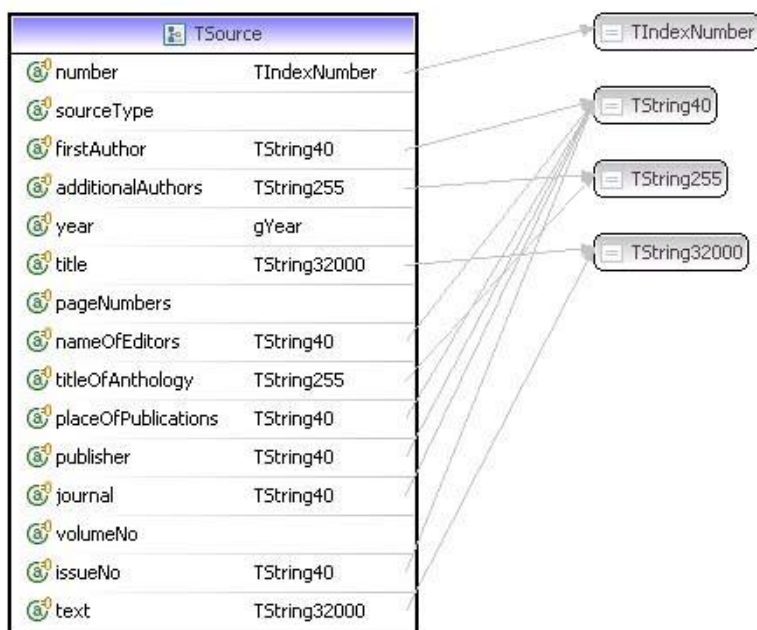 TSource
number TIndexNumber
sourceType
firstAuthor TString40
additionalAuthors TString255
year gYear
title TString32000
pageNumbers
nameOfEditors TString40
titleOfAnthology TString255
placeOfPublications TString40
publisher TString40
journal TString40
volumeNo
issueNo TString40
text TString32000
TIndexNumber
TString40
TString255
TString32000